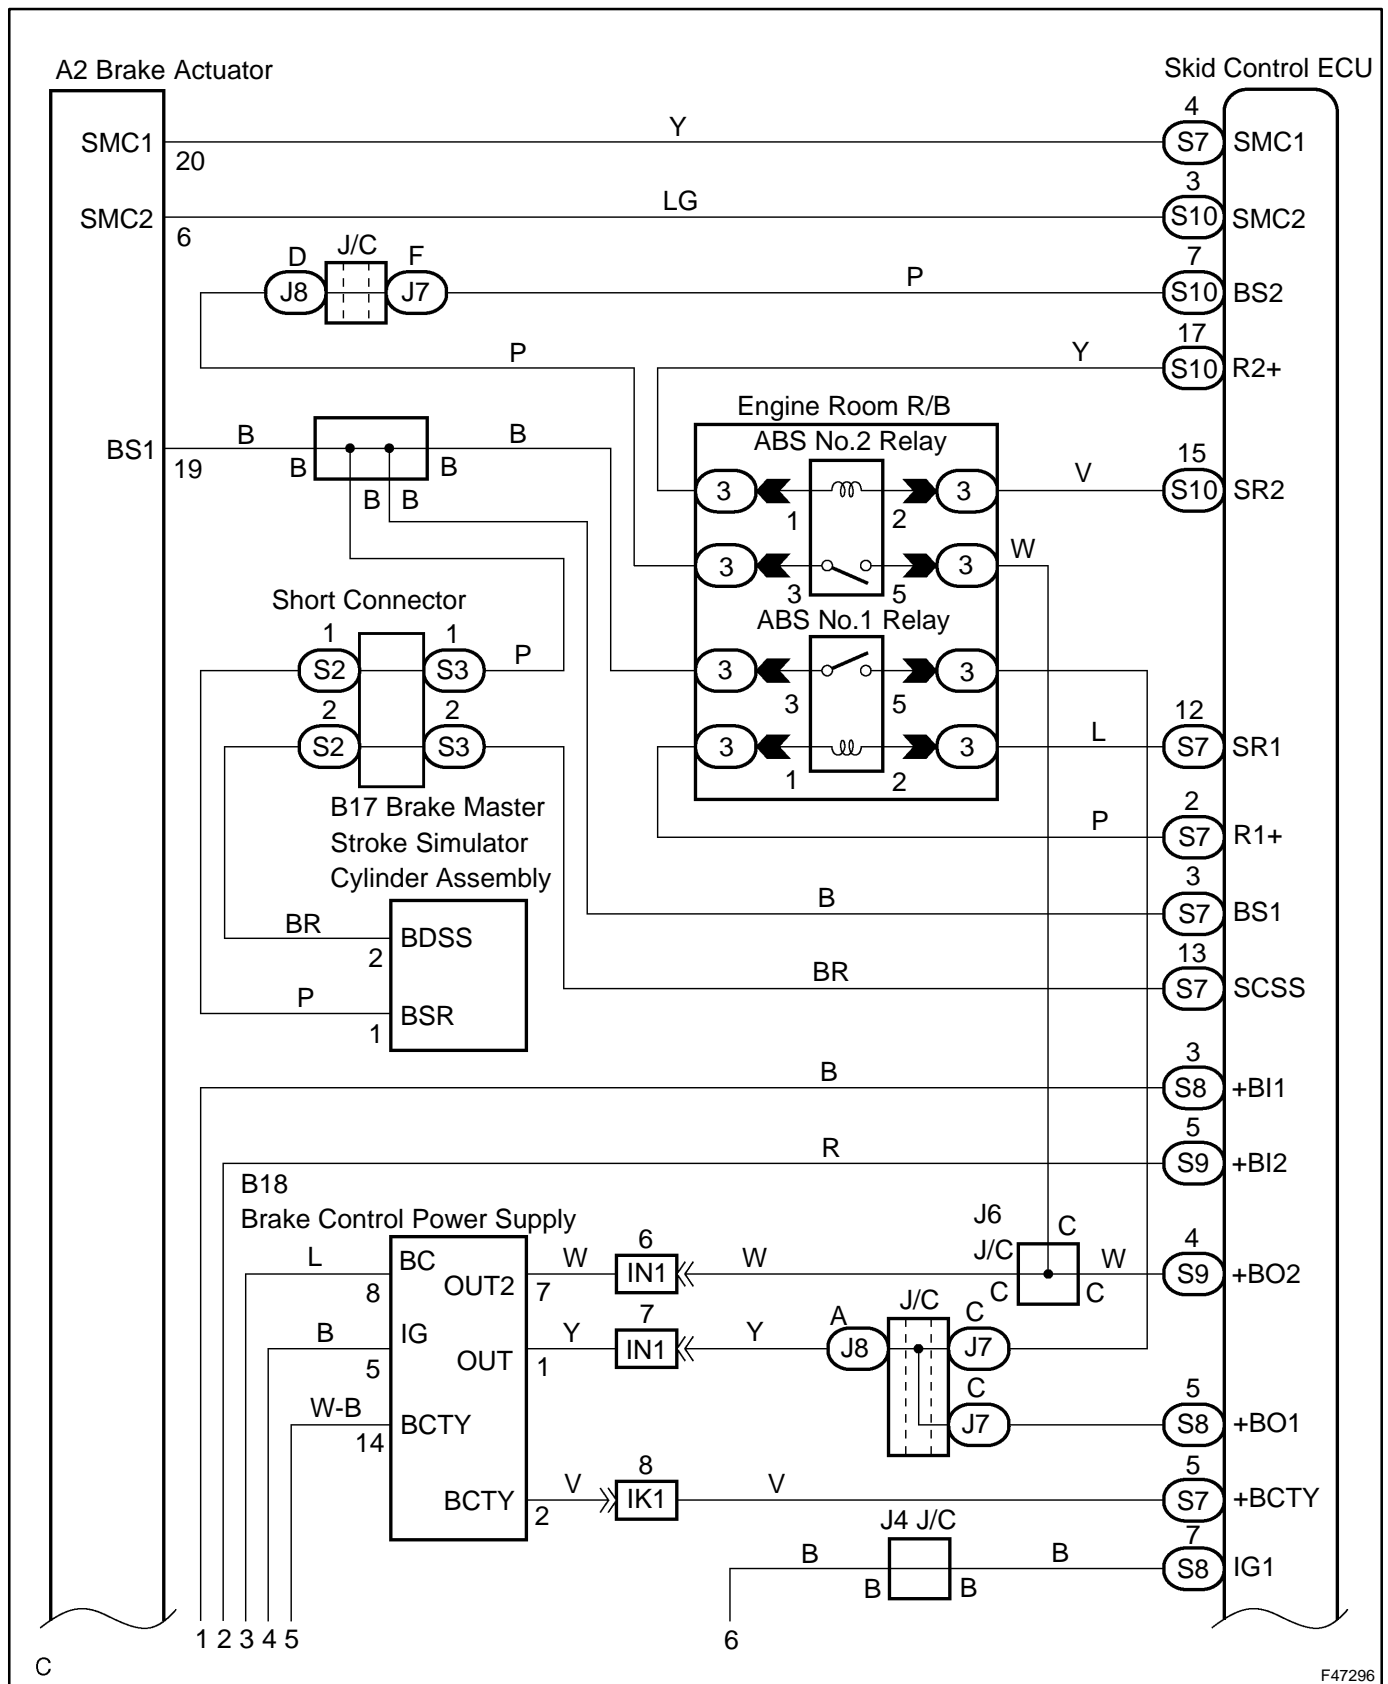 A2 Brake Actuator
Skid Control ECU
4
SMC1
Y
S7
SMC1
20
3
SMC2
LG
S10
SMC2
6
D
J/C
F
7
J8
J7
P
S10
BS2
17
P
Y
S10
R2+
Engine Room R/B
ABS No.2 Relay
BS1
B
B
15
19
B
B
3
3
V
S10
SR2
B
B
1
2
W
3
3
3
5
Short Connector
ABS No.1 Relay
1
1
S2
S3
P
3
3
2
2
3
5
12
S2
S3
3
3
L
S7
SR1
1
2
B17 Brake Master
Stroke Simulator
Cylinder Assembly
2
P
S7
R1+
3
B
S7
BS1
BR
BDSS
2
13
BR
S7
SCSS
P
BSR
1
3
B
S8
+BI1
5
R
S9
+BI2
B18
Brake Control Power Supply
J6
J/C
C
4
L
BC
8
OUT2
W
7
6
IN1
W
C
C
W
S9
+BO2
B
IG
5
OUT
Y
1
7
IN1
Y
A
J8
J/C
C
J7
W-B
BCTY
14
C
J7
5
S8
+BO1
BCTY
V
2
8
IK1
V
5
S7
+BCTY
J4 J/C
7
B
B
S8
IG1
B
B
1 2 3 4 5
6
C
F47296